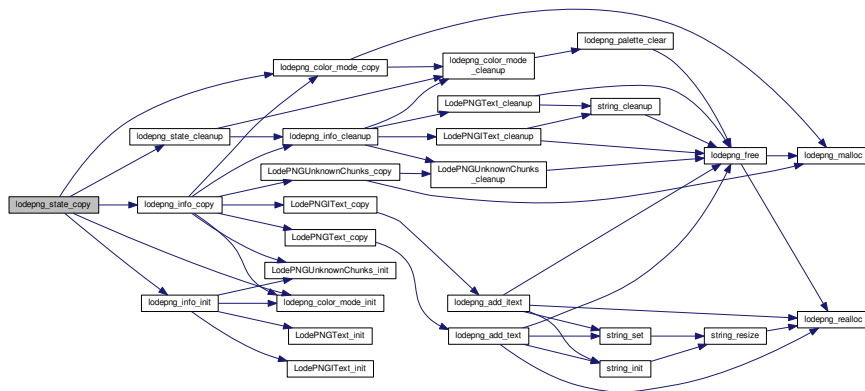 lodepng_state_copy
lodepng_color_mode_copy
lodepng_state_cleanup
lodepng_info_copy
lodepng_info_init
lodepng_info_cleanup
LodePNGUnknownChunks_copy
LodePNGIText_copy
LodePNGText_copy
LodePNGUnknownChunks_init
lodepng_color_mode_init
LodePNGText_init
LodePNGIText_init
lodepng_color_mode
_cleanup
LodePNGText_cleanup
LodePNGIText_cleanup
LodePNGUnknownChunks
_cleanup
lodepng_add_itext
lodepng_add_text
lodepng_palette_clear
string_cleanup
string_set
string_init
lodepng_free
string_resize
lodepng_malloc
lodepng_realloc